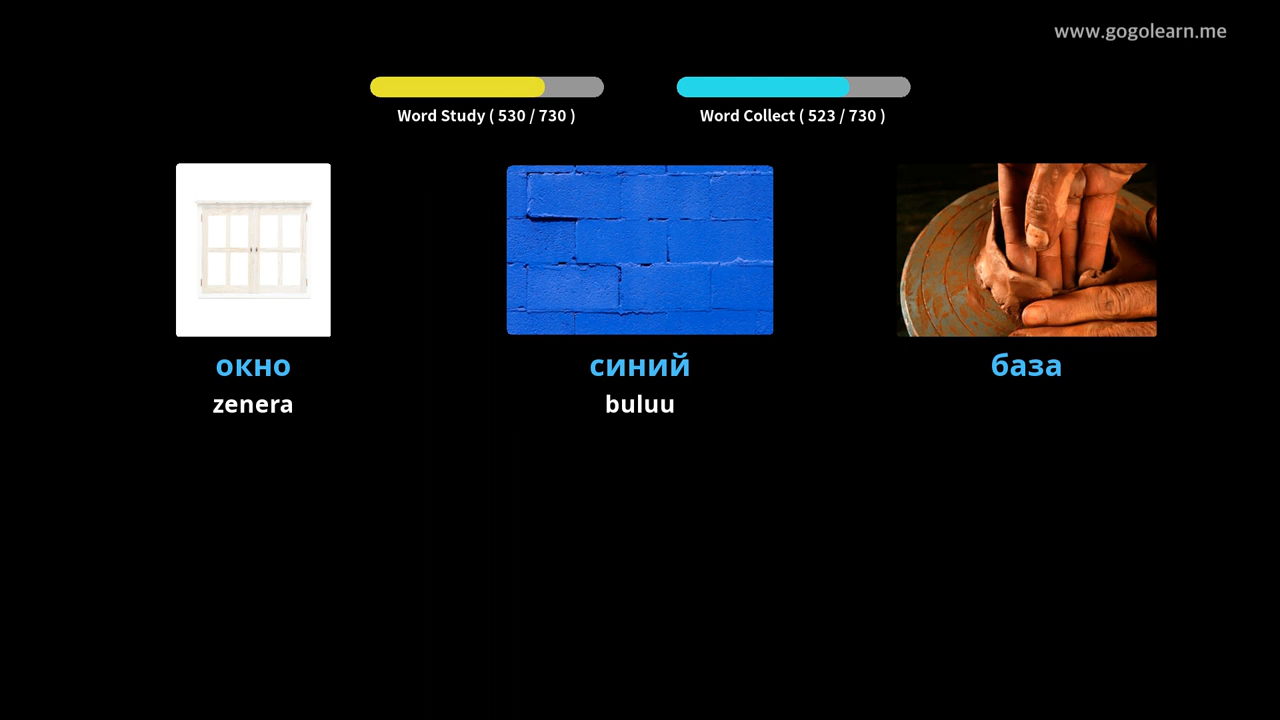 www.gogolearn.me
Word Study ( 530 / 730 )
Word Collect ( 523 / 730 )
окно
синий
база
zenera
buluu